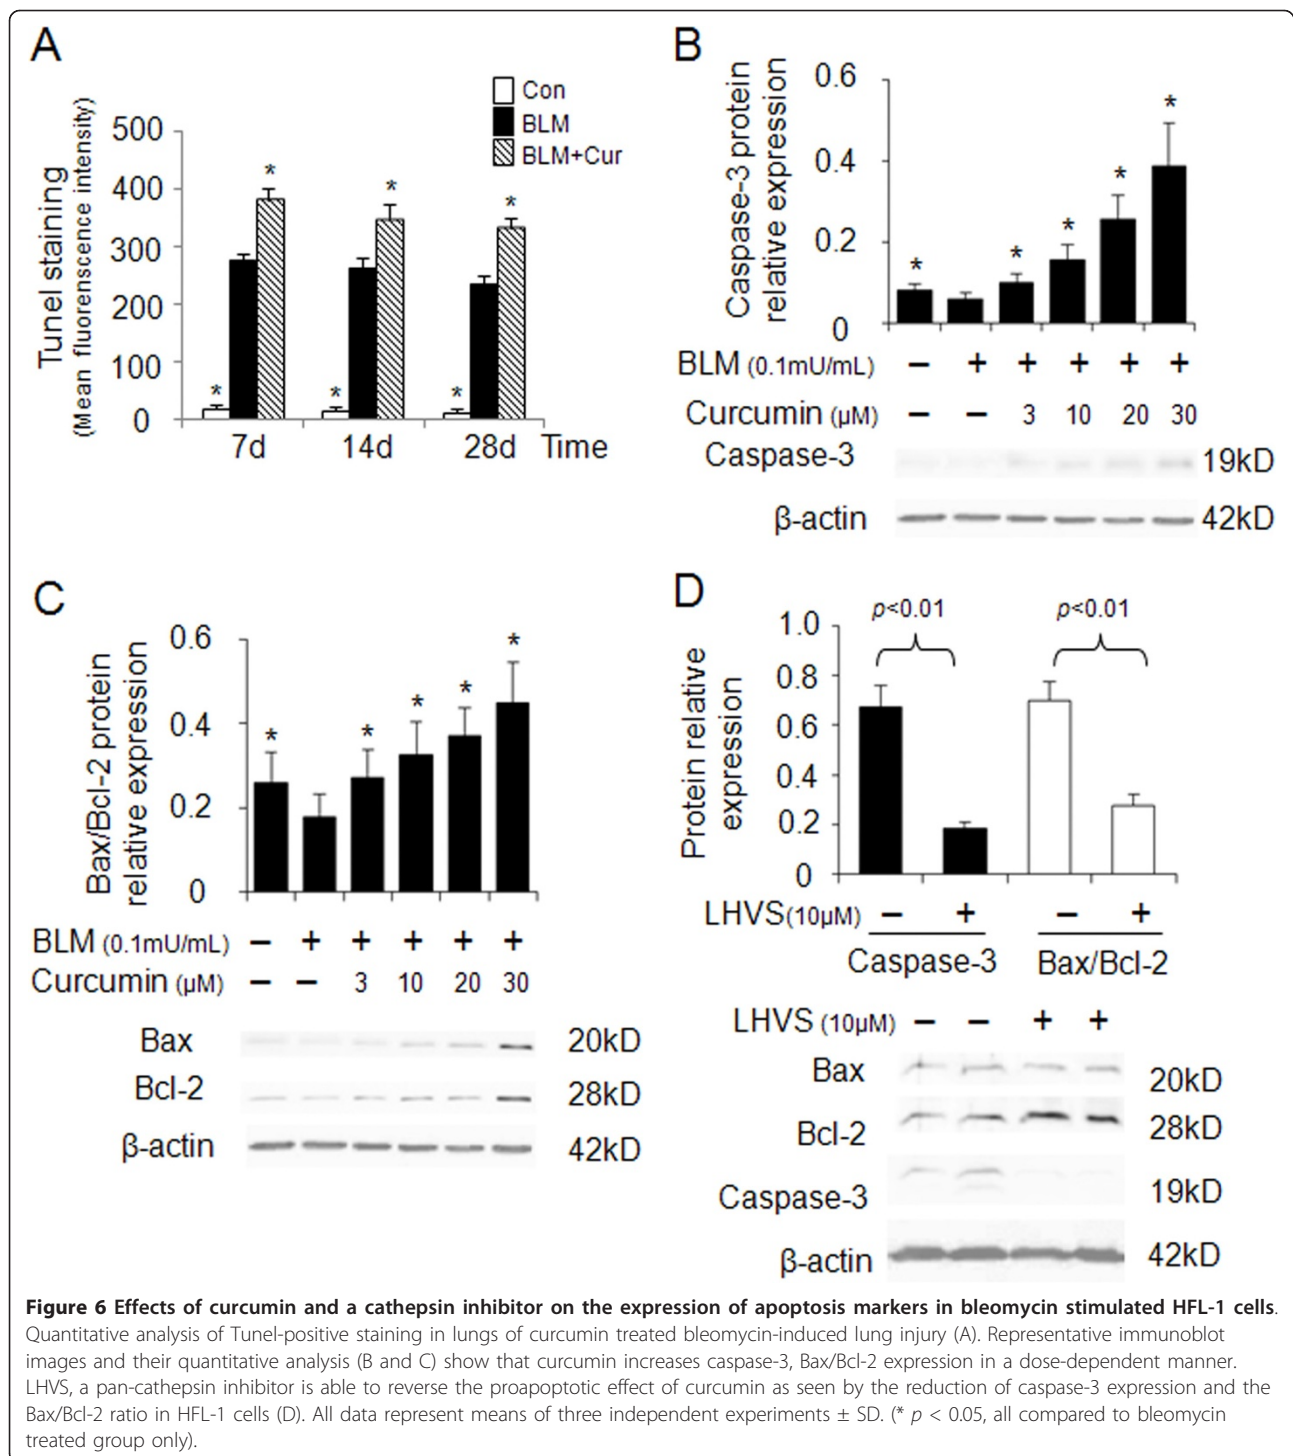 A
Con
BLM
BLM+Cur
Tunel staining
(Mean fluorescence intensity)
500
400
300
200
100
0
* * * * * *
7d 14d 28d Time
B
Caspase-3 protein
relative expression
0.6
0.4
0.2
0
* * * * *
BLM (0.1mU/mL) − + + + + +
Curcumin (µM) − − 3 10 20 30
Caspase-3 19kD
β-actin 42kD
C
Bax/Bcl-2 protein
relative expression
0.6
0.4
0.2
0
* * * * *
BLM (0.1mU/mL) − + + + + +
Curcumin (µM) − − 3 10 20 30
Bax 20kD
Bcl-2 28kD
β-actin 42kD
D
Protein relative
expression
1.0
0.8
0.6
0.4
0.2
0
p<0.01 p<0.01
LHVS(10µM) − + − +
Caspase-3 Bax/Bcl-2
LHVS (10µM) − − + +
Bax 20kD
Bcl-2 28kD
Caspase-3 19kD
β-actin 42kD
Figure 6 Effects of curcumin and a cathepsin inhibitor on the expression of apoptosis markers in bleomycin stimulated HFL-1 cells.
Quantitative analysis of Tunel-positive staining in lungs of curcumin treated bleomycin-induced lung injury (A). Representative immunoblot
images and their quantitative analysis (B and C) show that curcumin increases caspase-3, Bax/Bcl-2 expression in a dose-dependent manner.
LHVS, a pan-cathepsin inhibitor is able to reverse the proapoptotic effect of curcumin as seen by the reduction of caspase-3 expression and the
Bax/Bcl-2 ratio in HFL-1 cells (D). All data represent means of three independent experiments ± SD. (* p < 0.05, all compared to bleomycin
treated group only).